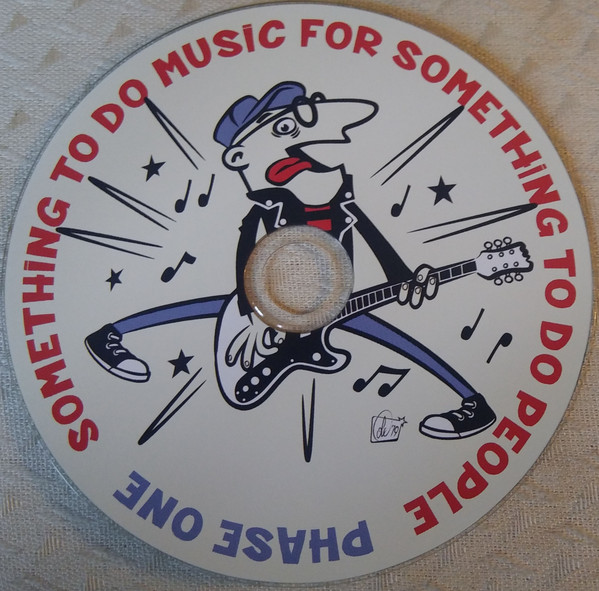 SOMETHING TO DO MUSIC FOR SOMETHING TO DO PEOPLE
PHASE ONE